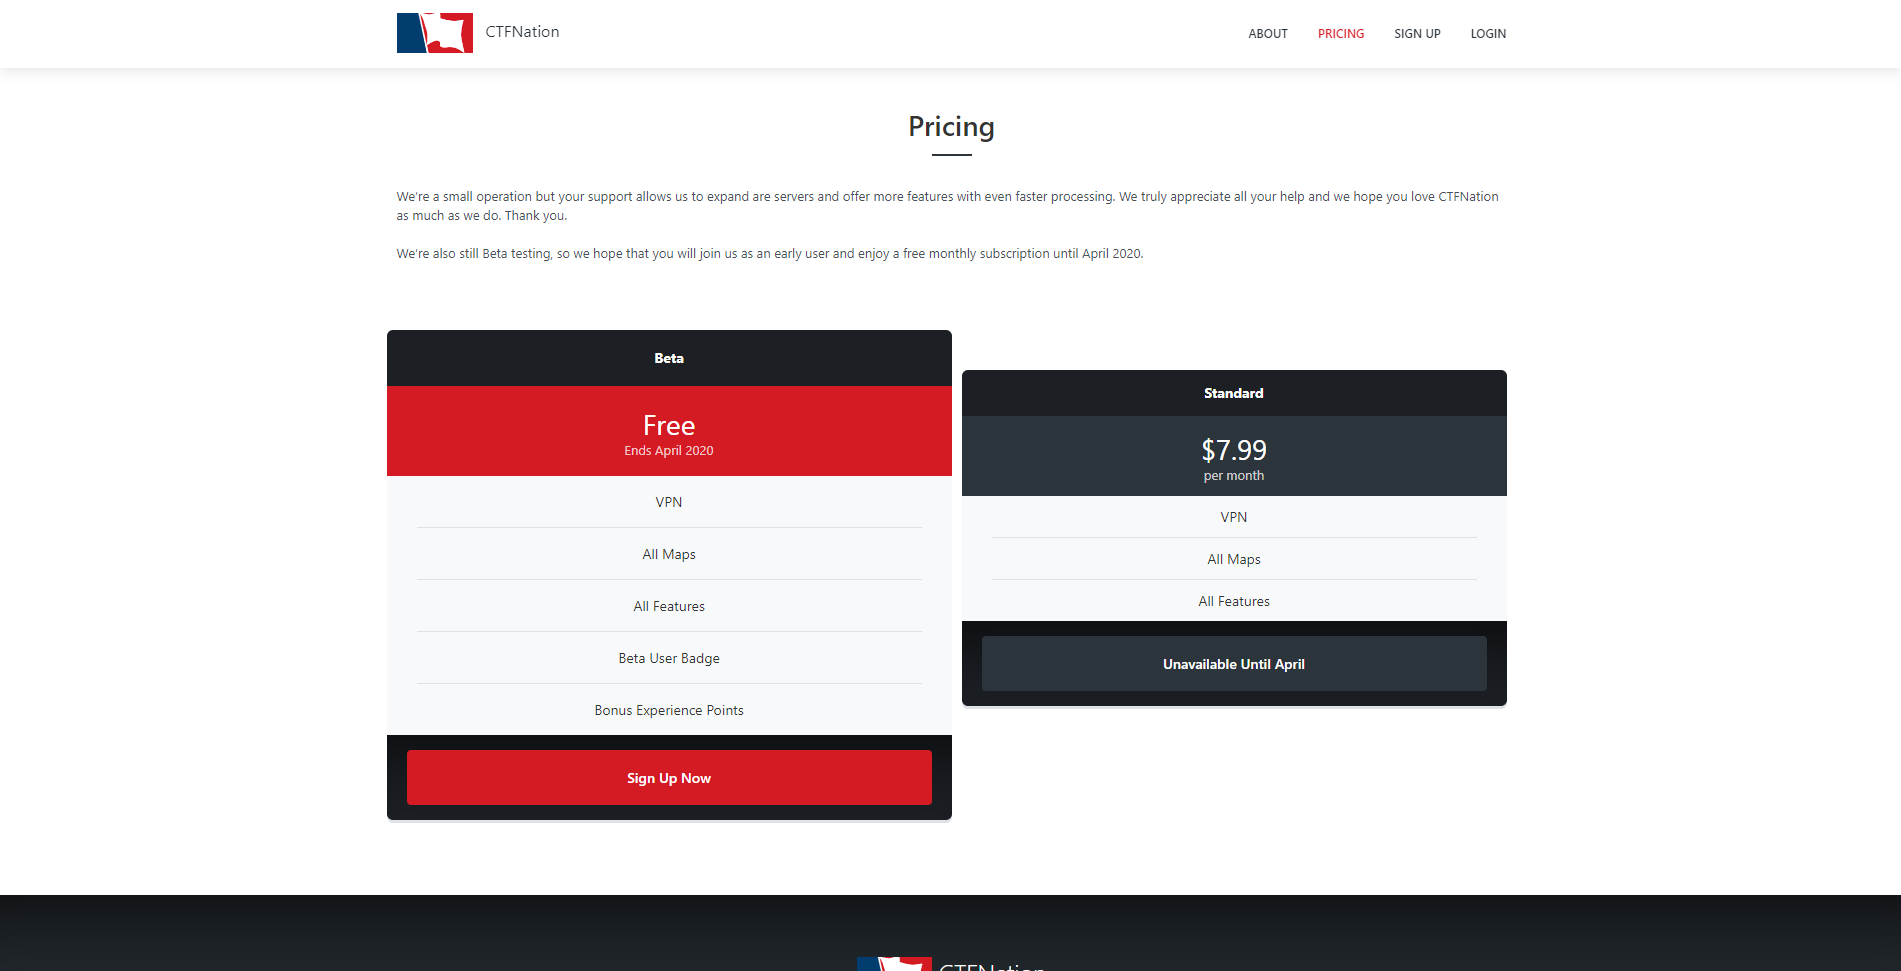 CTFNation
ABOUT
PRICING
SIGN UP
LOGIN
Pricing
We're a small operation but your support allows us to expand are servers and offer more features with even faster processing. We truly appreciate all your help and we hope you love CTFNation
as much as we do. Thank you.
We're also still Beta testing, so we hope that you will join us as an early user and enjoy a free monthly subscription until April 2020.
Beta
Free
Ends April 2020
VPN
All Maps
All Features
Beta User Badge
Bonus Experience Points
Sign Up Now
Standard
$7.99
per month
VPN
All Maps
All Features
Unavailable Until April
CTFNation